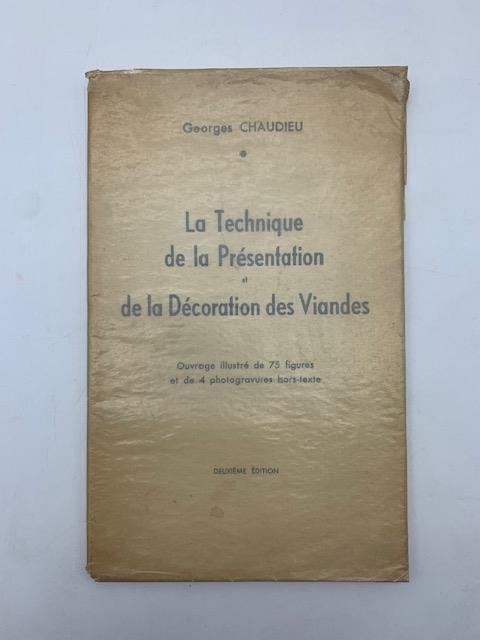 Georges CHAUDIEU
La Technique
de la Présentation
et
de la Décoration des Viandes
Ouvrage illustré de 75 figures
et de 4 photogravures hors-texte
DEUXIÈME ÉDITION